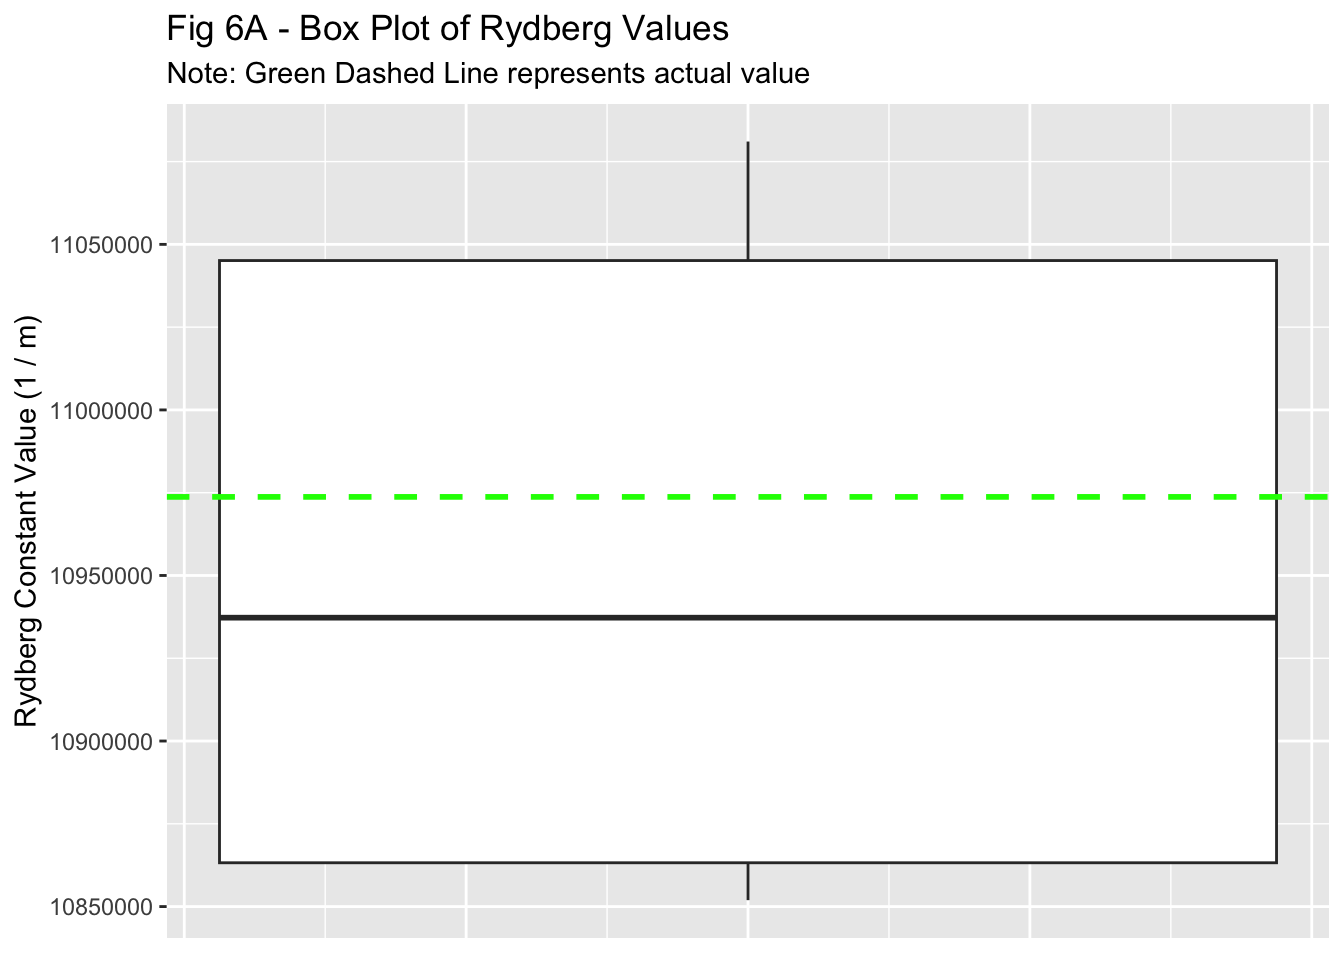 Fig 6A - Box Plot of Rydberg Values
Note: Green Dashed Line represents actual value
Rydberg Constant Value (1 / m)
11050000
11000000
10950000
10900000
10850000